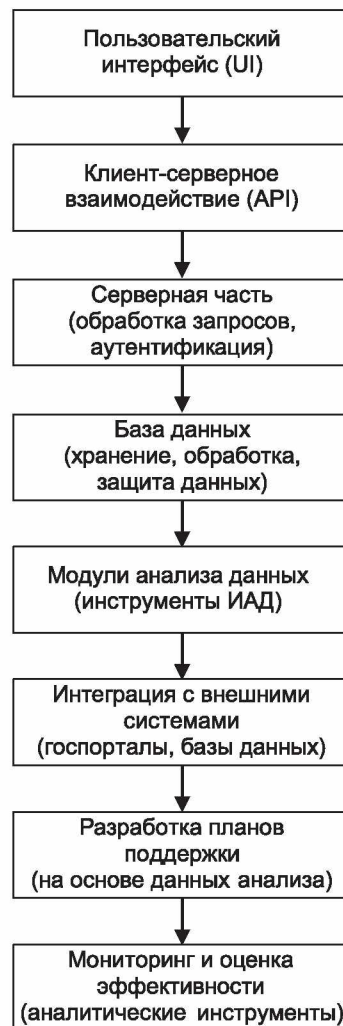 Пользовательский
интерфейс (UI)
Клиент-серверное
взаимодействие (API)
Серверная часть
(обработка запросов,
аутентификация)
База данных
(хранение, обработка,
защита данных)
Модули анализа данных
(инструменты ИАД)
Интеграция с внешними
системами
(госпорталы, базы данных)
Разработка планов
поддержки
(на основе данных анализа)
Мониторинг и оценка
эффективности
(аналитические инструменты)